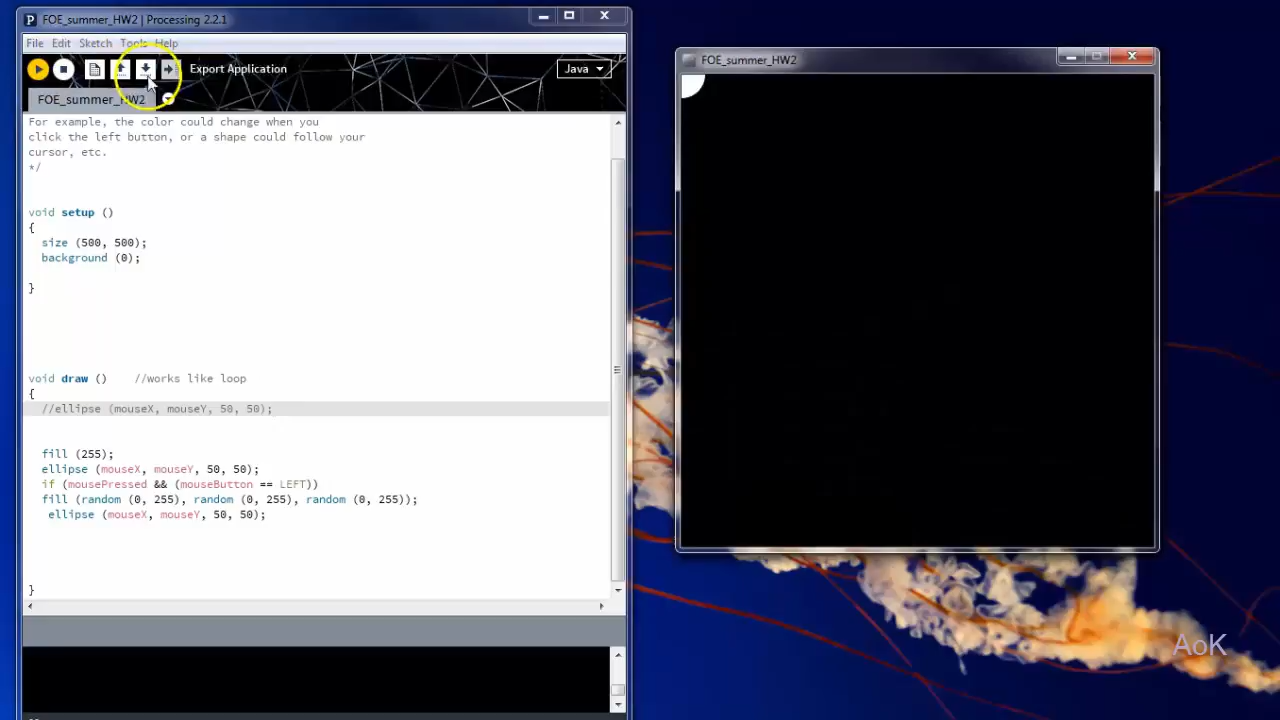 FOE_summer_HW2 | Processing 2.2.1
File Edit Sketch Tools Help
Export Application
Java
FOE_summer_HW2
For example, the color could change when you
click the left button, or a shape could follow your
cursor, etc.
*/
void setup ()
{
size (500, 500);
background (0);
}
void draw () //works like loop
{
//ellipse (mouseX, mouseY, 50, 50);
fill (255);
ellipse (mouseX, mouseY, 50, 50);
if (mousePressed && (mouseButton == LEFT))
fill (random (0, 255), random (0, 255), random (0, 255));
ellipse (mouseX, mouseY, 50, 50);
}
FOE_summer_HW2
AoK